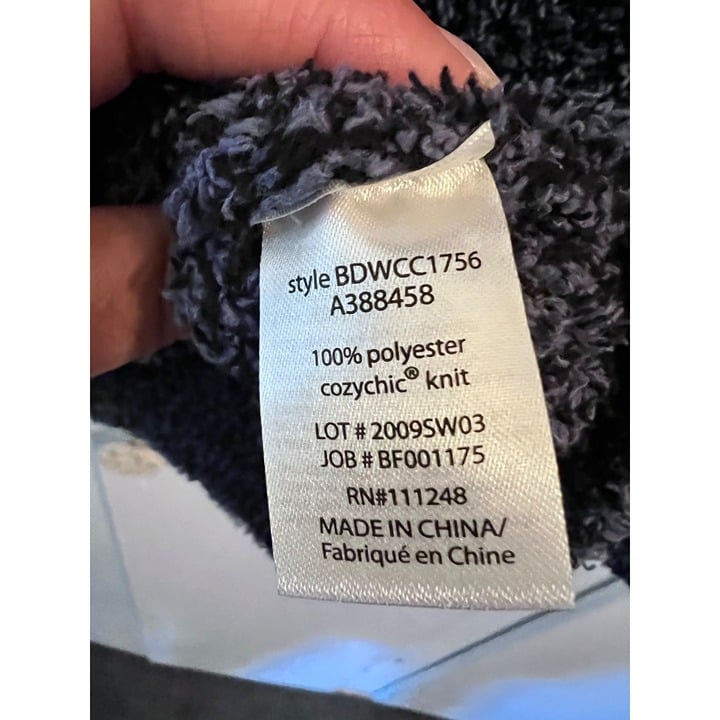 style BDWCC1756
A388458
100% polyester
cozychic® knit
LOT # 2009SW03
JOB # BF001175
RN#111248
MADE IN CHINA/
Fabriqué en Chine